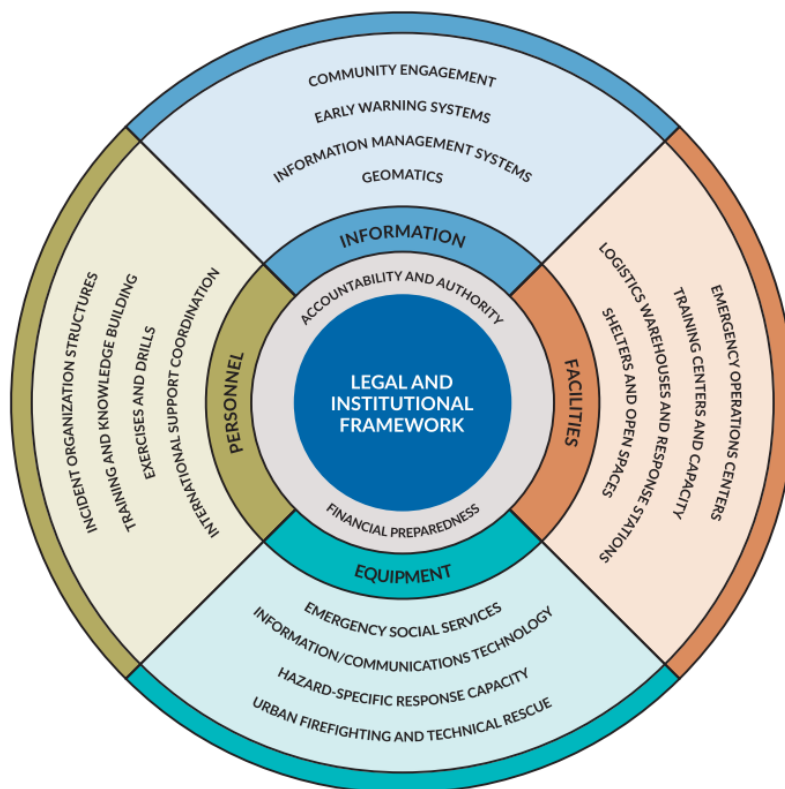 COMMUNITY ENGAGEMENT
EARLY WARNING SYSTEMS
INFORMATION MANAGEMENT SYSTEMS
GEOMATICS
INFORMATION
ACCOUNTABILITY AND AUTHORITY
LEGAL AND
INSTITUTIONAL
FRAMEWORK
FINANCIAL PREPAREDNESS
PERSONNEL
INCIDENT ORGANIZATION STRUCTURES
TRAINING AND KNOWLEDGE BUILDING
EXERCISES AND DRILLS
INTERNATIONAL SUPPORT COORDINATION
FACILITIES
EMERGENCY OPERATIONS CENTERS
TRAINING CENTERS AND CAPACITY
LOGISTICS WAREHOUSES AND RESPONSE STATIONS
SHELTERS AND OPEN SPACES
EQUIPMENT
EMERGENCY SOCIAL SERVICES
INFORMATION/COMMUNICATIONS TECHNOLOGY
HAZARD-SPECIFIC RESPONSE CAPACITY
URBAN FIREFIGHTING AND TECHNICAL RESCUE